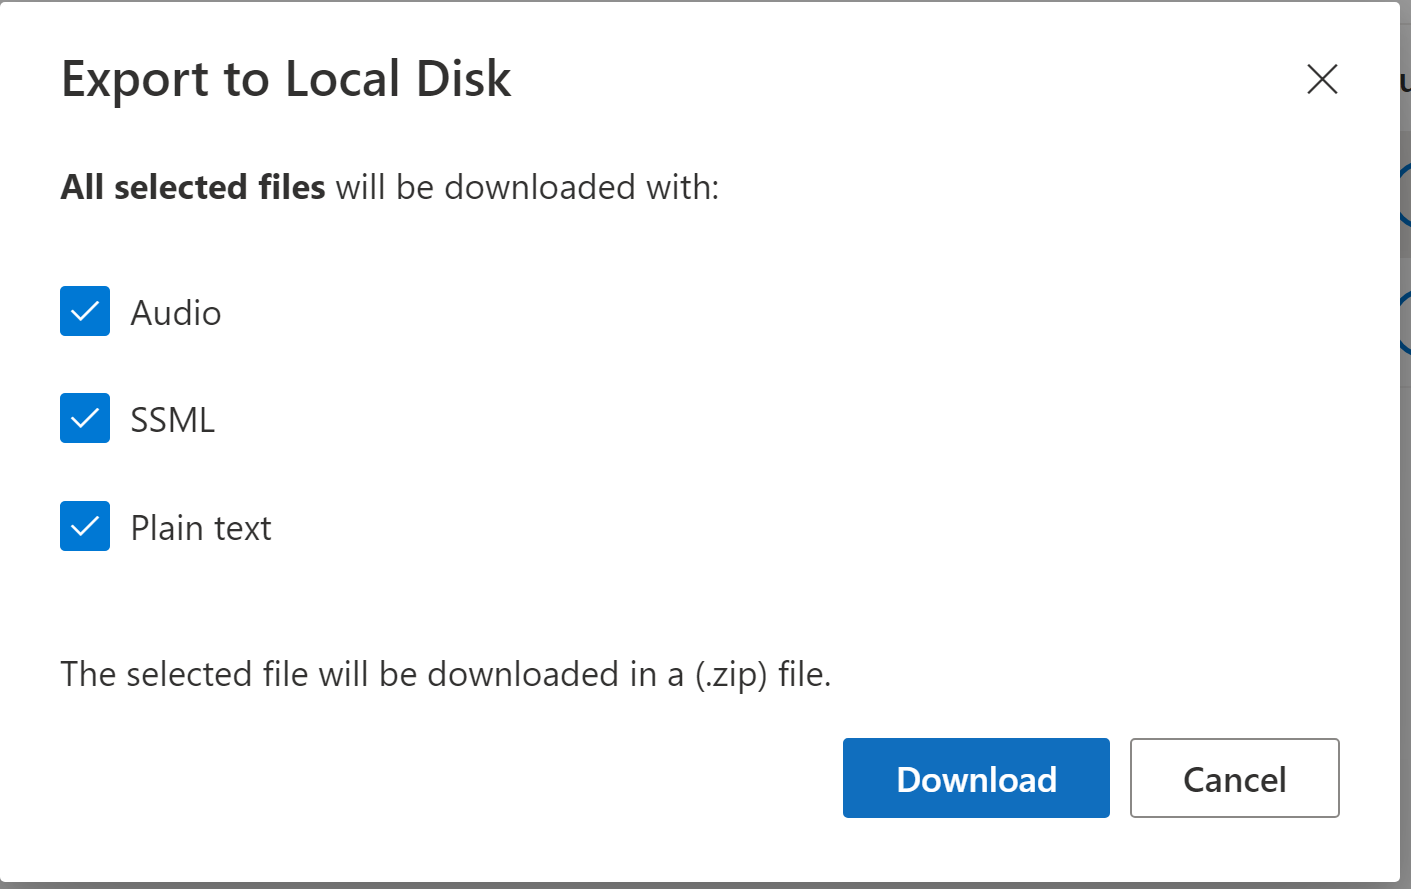 Export to Local Disk
All selected files will be downloaded with:
Audio
SSML
Plain text
The selected file will be downloaded in a (.zip) file.
Download
Cancel